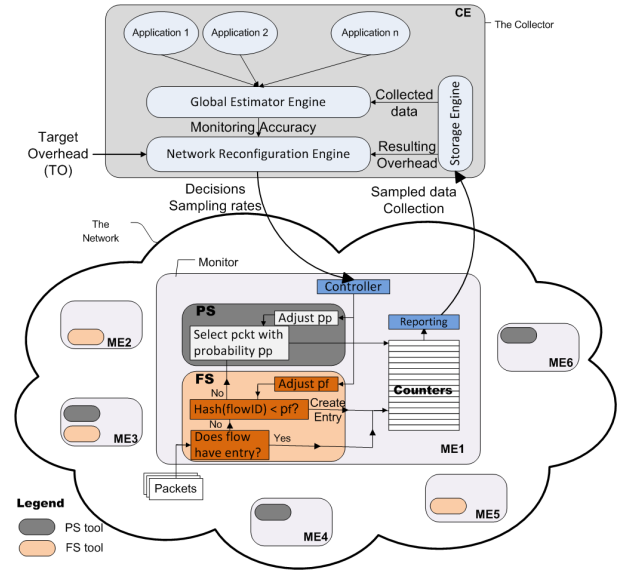 CE
The Collector
Application 1
Application 2
Application n
Global Estimator Engine
Collected
data
Storage Engine
Monitoring Accuracy
Target
Overhead
(TO)
Network Reconfiguration Engine
Resulting
Overhead
Decisions
Sampling rates
Sampled data
Collection
The
Network
Monitor
Controller
PS
Adjust pp
Select pckt with
probability pp
Reporting
ME2
ME6
FS
No
Adjust pf
Counters
Hash(flowID) < pf?
Create
Entry
ME3
No
Does flow
have entry?
Yes
ME1
Packets
Legend
PS tool
FS tool
ME4
ME5